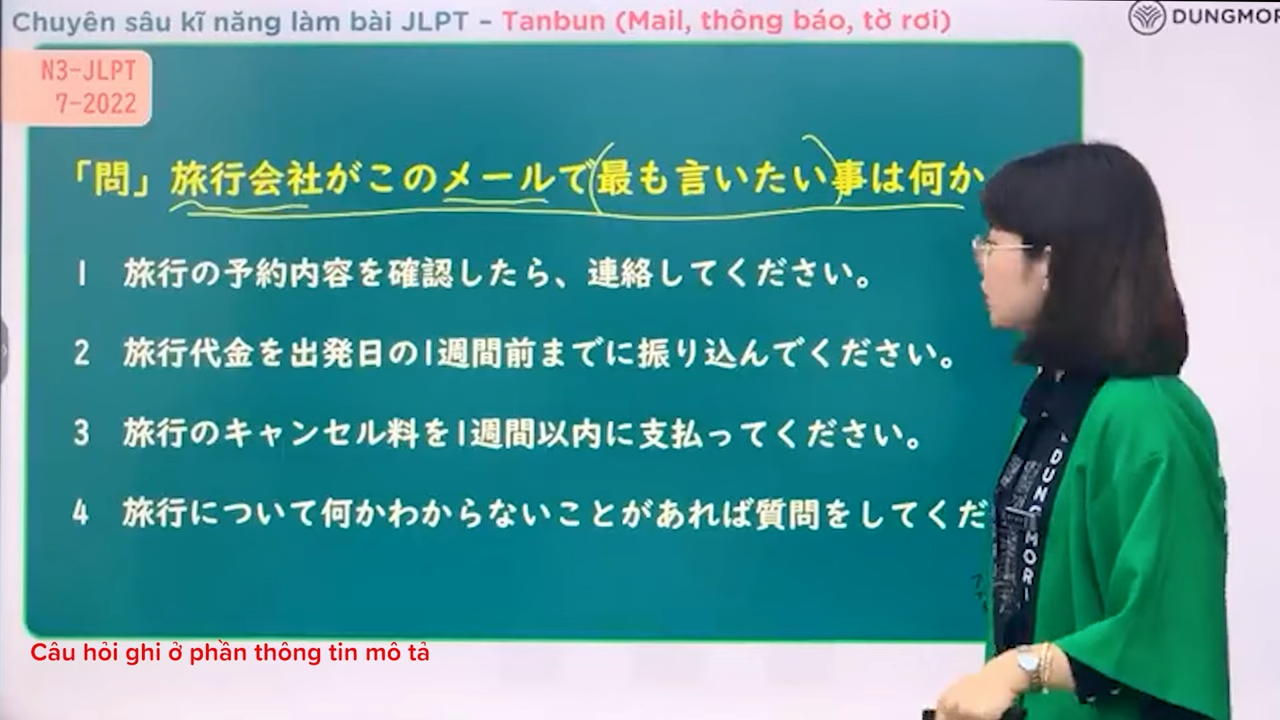 Chuyên sâu kĩ năng làm bài JLPT – Tanbun (Mail, thông báo, tờ rơi)
DUNGMOR
N3-JLPT
7-2022
「問」旅行会社がこのメールで最も言いたい事は何か
1 旅行の予約内容を確認したら、連絡してください。
2 旅行代金を出発日の1週間前までに振り込んでください。
3 旅行のキャンセル料を1週間以内に支払ってください。
4 旅行について何かわからないことがあれば質問をしてくだ
DUNGMORI
Câu hỏi ghi ở phần thông tin mô tả